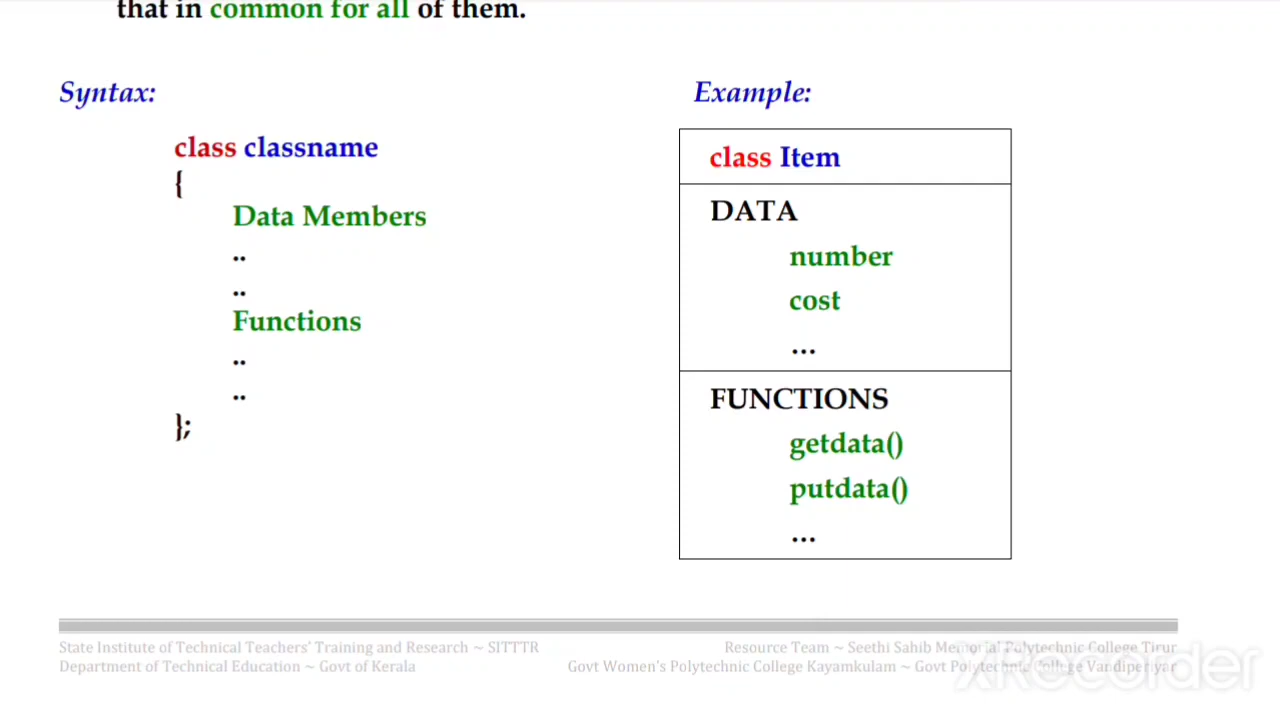 that in common for all of them.
Syntax:
class classname
{
Data Members
..
..
Functions
..
..
};
Example:
class Item
DATA
number
cost
...
FUNCTIONS
getdata()
putdata()
...
State Institute of Technical Teachers' Training and Research ~ SITTTR
Department of Technical Education ~ Govt of Kerala
Resource Team ~ Seethi Sahib Memorial Polytechnic College Tirur
Govt Women's Polytechnic College Kayamkulam ~ Govt Polytechnic College Vandiperiyar
XRecorder